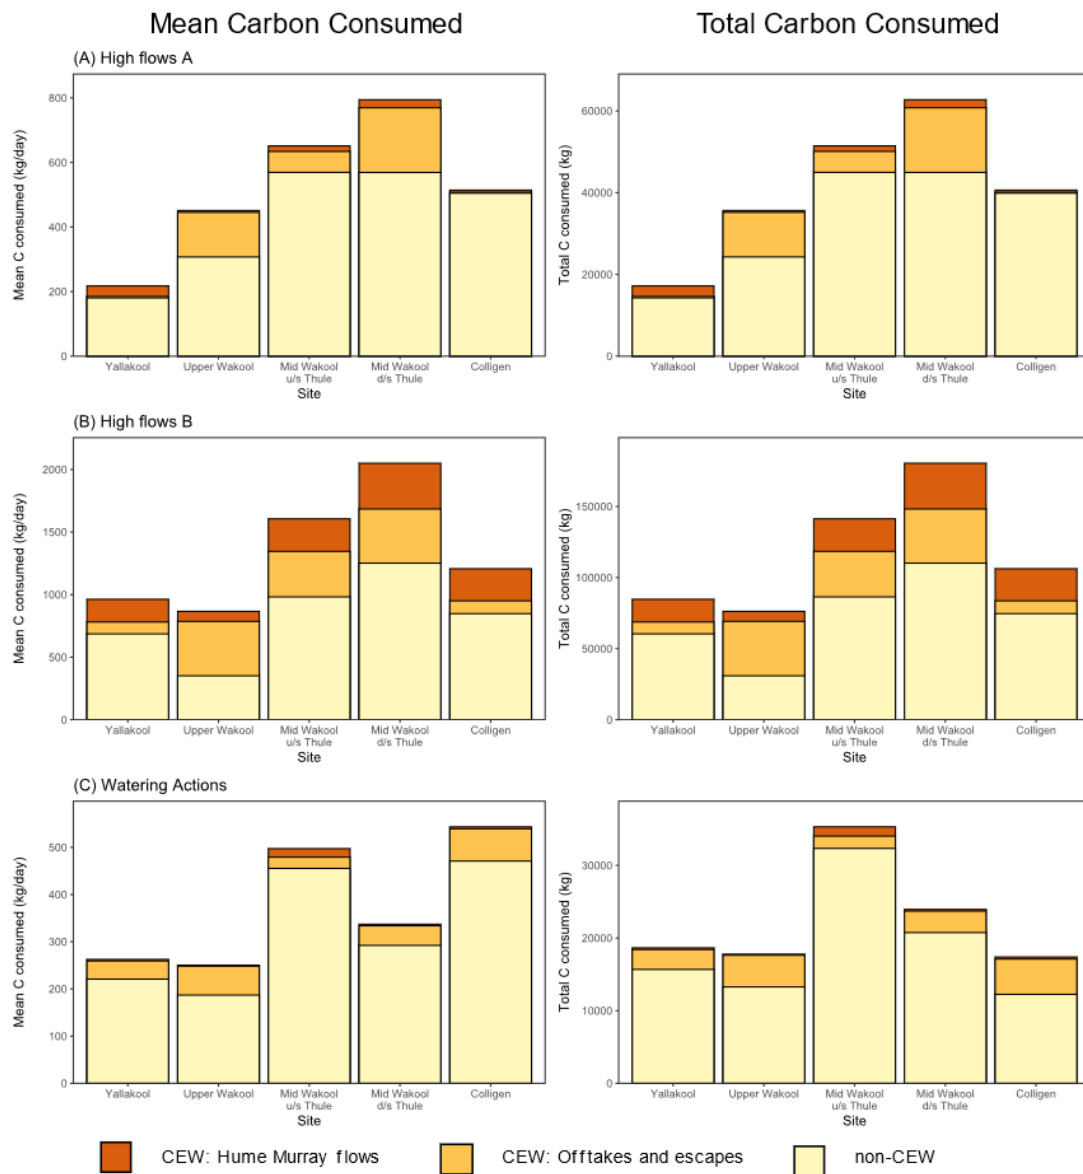 Mean Carbon Consumed
Total Carbon Consumed
(A) High flows A
Mean C consumed (kg/day)
800
600
400
200
0
Yallakool
Upper Wakool
Mid Wakool
u/s Thule
Mid Wakool
d/s Thule
Colligen
Site
Total C consumed (kg)
60000
40000
20000
0
Yallakool
Upper Wakool
Mid Wakool
u/s Thule
Mid Wakool
d/s Thule
Colligen
Site
(B) High flows B
Mean C consumed (kg/day)
2000
1500
1000
500
0
Yallakool
Upper Wakool
Mid Wakool
u/s Thule
Mid Wakool
d/s Thule
Colligen
Site
Total C consumed (kg)
150000
100000
50000
0
Yallakool
Upper Wakool
Mid Wakool
u/s Thule
Mid Wakool
d/s Thule
Colligen
Site
(C) Watering Actions
Mean C consumed (kg/day)
500
400
300
200
100
0
Yallakool
Upper Wakool
Mid Wakool
u/s Thule
Mid Wakool
d/s Thule
Colligen
Site
Total C consumed (kg)
30000
20000
10000
0
Yallakool
Upper Wakool
Mid Wakool
u/s Thule
Mid Wakool
d/s Thule
Colligen
Site
CEW: Hume Murray flows
CEW: Offtakes and escapes
non-CEW